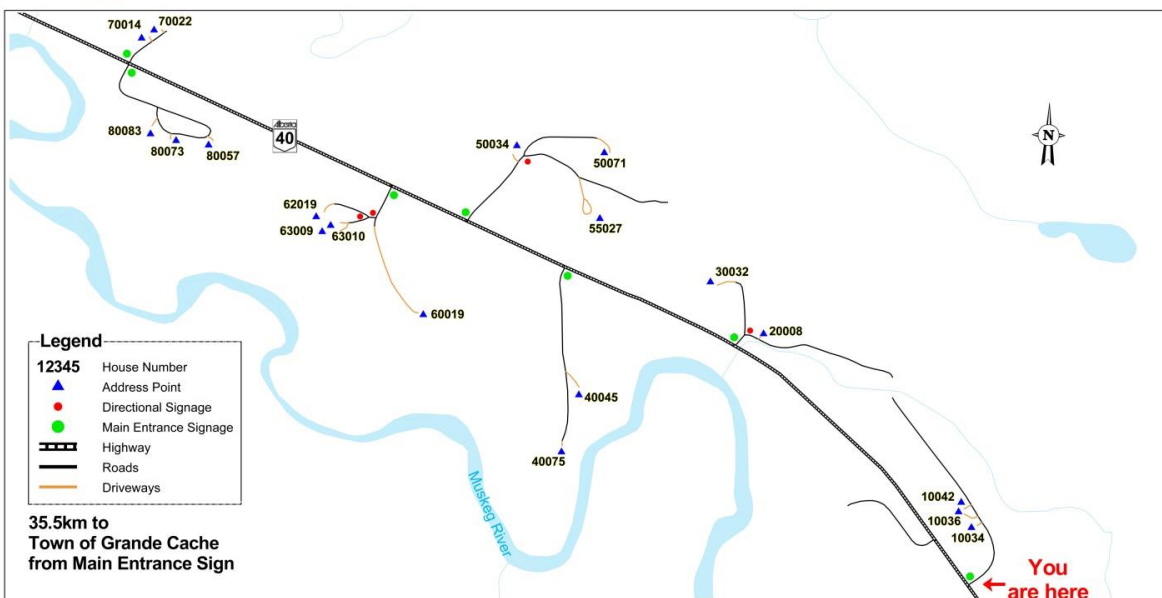 70014
70022
80083
80073
80057
Alberta
40
50034
50071
55027
62019
63009
63010
60019
30032
20008
40045
40075
10042
10036
10034
N
Muskeg River
Legend
12345 House Number
Address Point
Directional Signage
Main Entrance Signage
Highway
Roads
Driveways
35.5km to
Town of Grande Cache
from Main Entrance Sign
You
are here